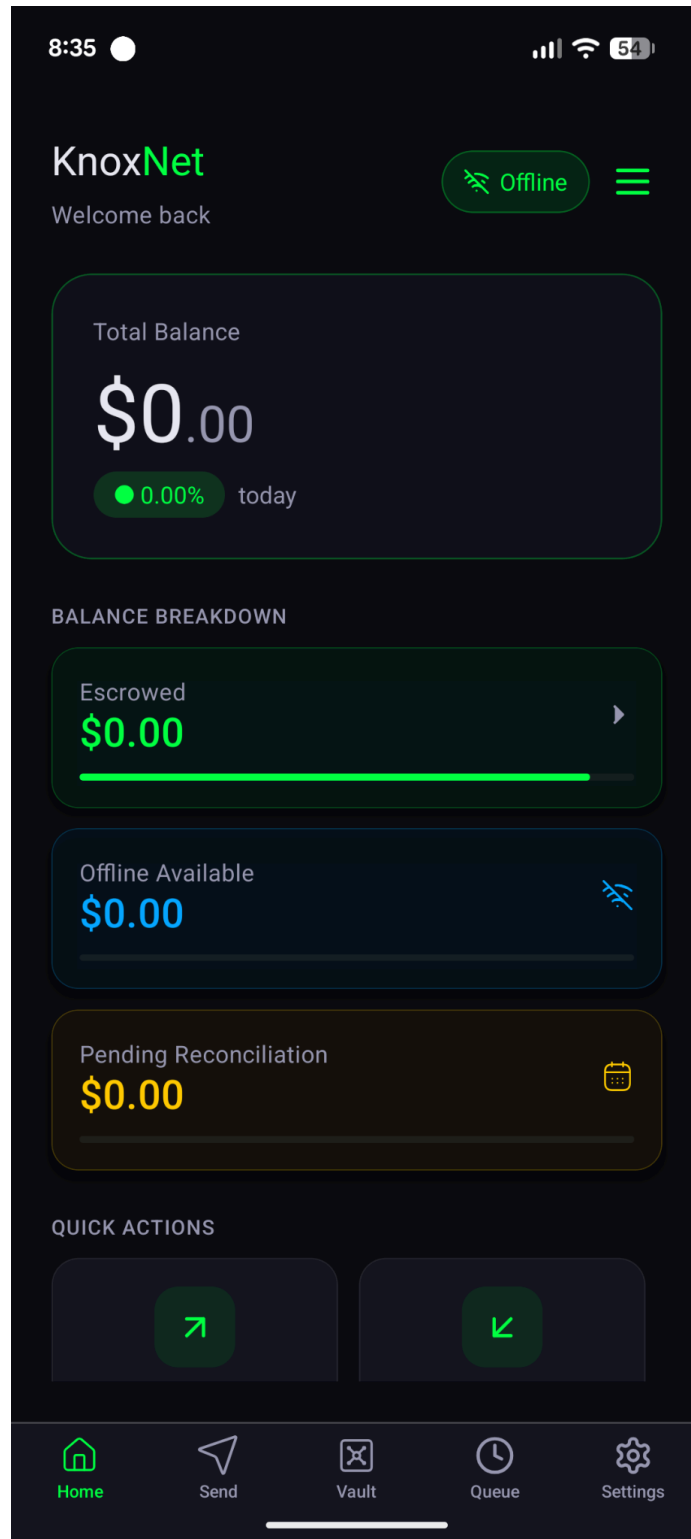 8:35
54
KnoxNet
Offline
Welcome back
Total Balance
$0.00
0.00% today
BALANCE BREAKDOWN
Escrowed
$0.00
Offline Available
$0.00
Pending Reconciliation
$0.00
QUICK ACTIONS
Home Send Vault Queue Settings